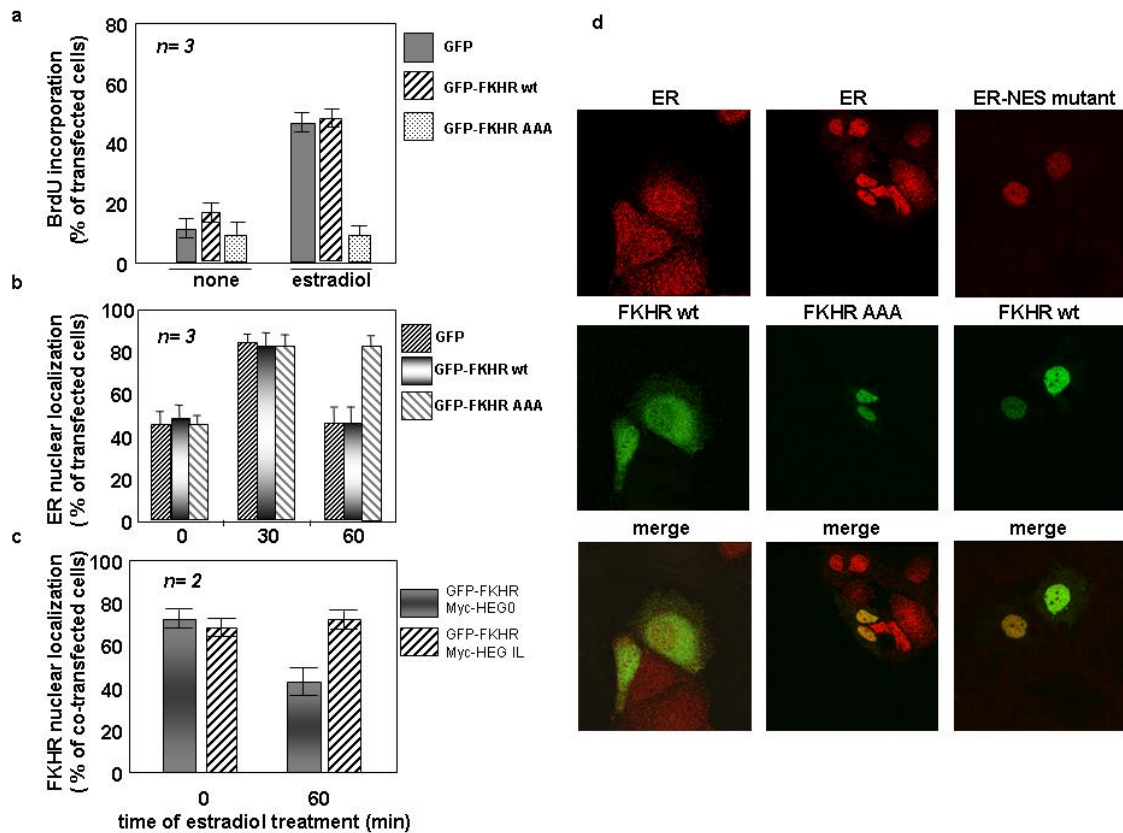 a
80
60
40
20
0
n= 3
GFP
GFP-FKHR wt
GFP-FKHR AAA
BrdU incorporation
(% of transfected cells)
none estradiol
b
100
80
60
40
20
0
n= 3
GFP
GFP-FKHR wt
GFP-FKHR AAA
ER nuclear localization
( % of transfected cells)
0 30 60
c
100
80
60
40
20
0
n= 2
GFP-FKHR
Myc-HEG0
GFP-FKHR
Myc-HEG IL
FKHR nuclear localization
( % of co-transfected cells)
0 60
time of estradiol treatment (min)
d
ER ER ER-NES mutant
FKHR wt FKHR AAA FKHR wt
merge merge merge